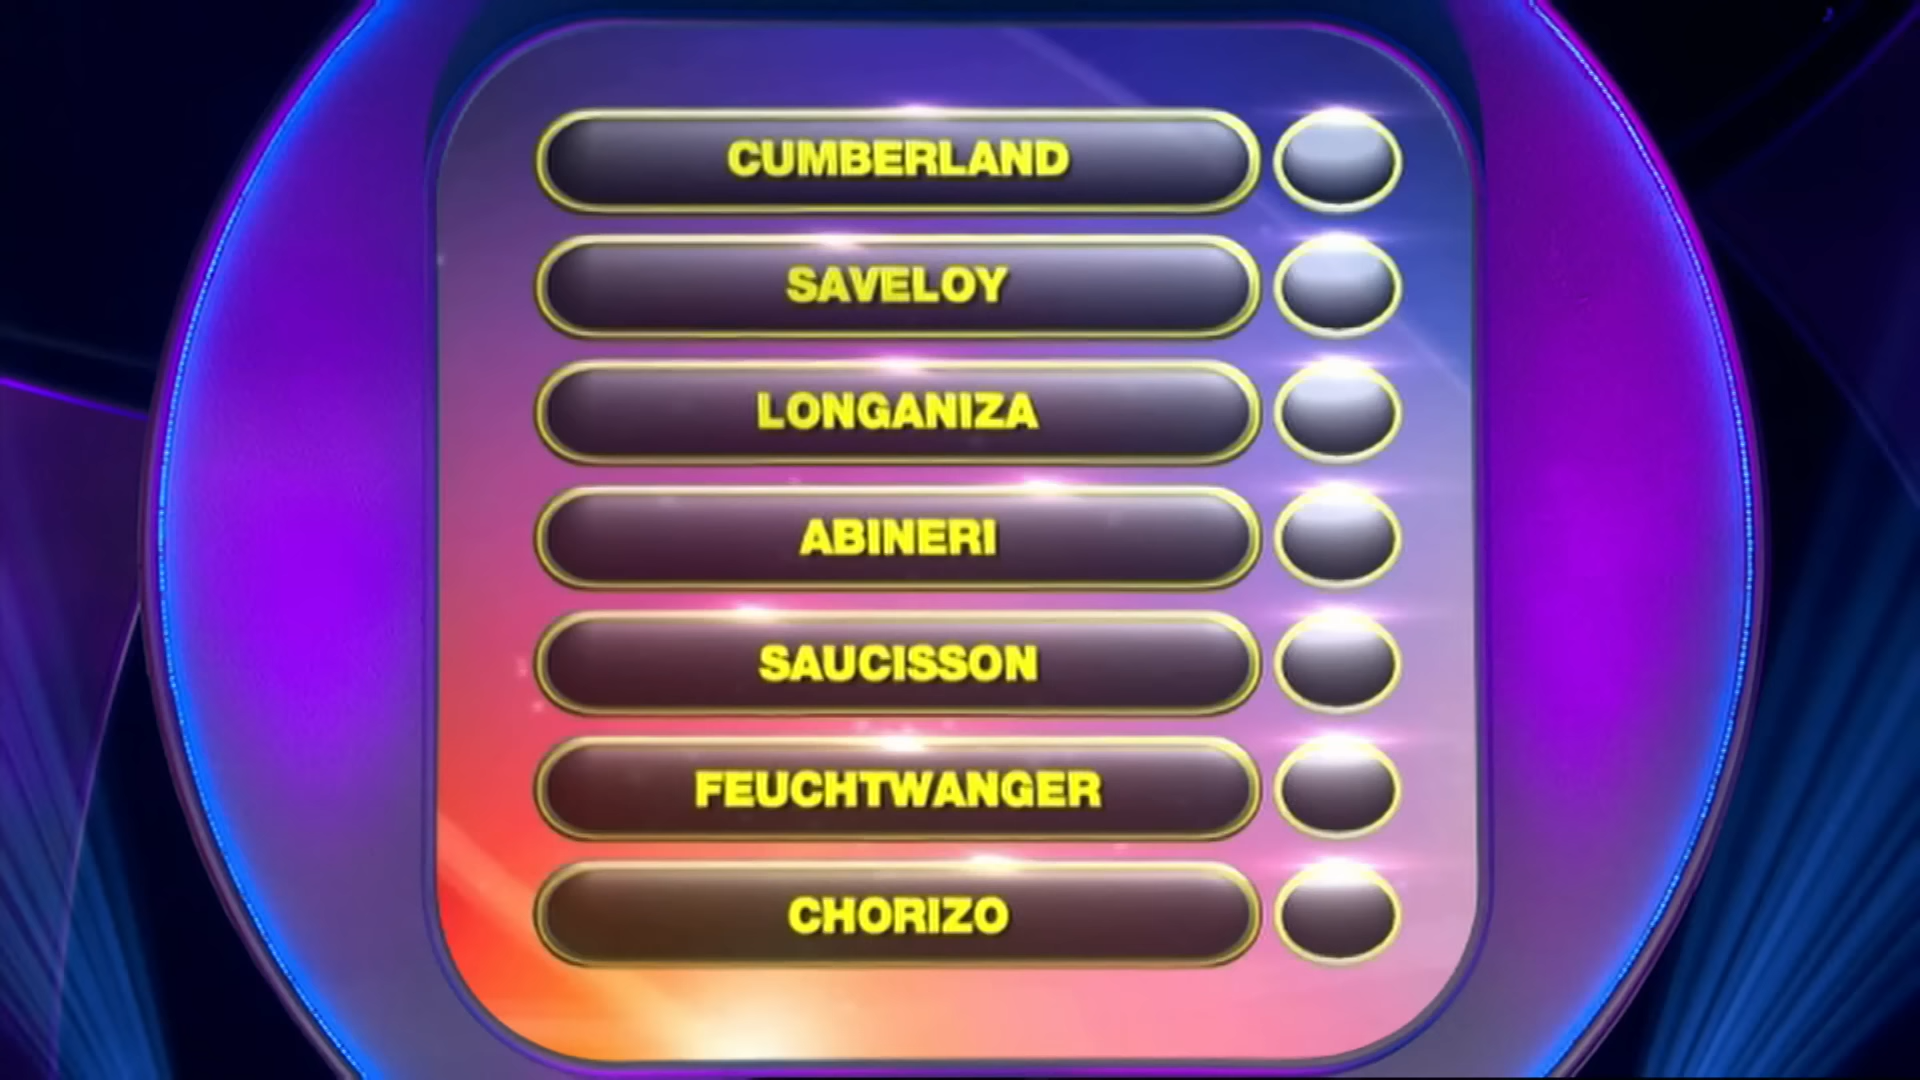 CUMBERLAND
SAVELOY
LONGANIZA
ABINERI
SAUCISSON
FEUCHTWANGER
CHORIZO